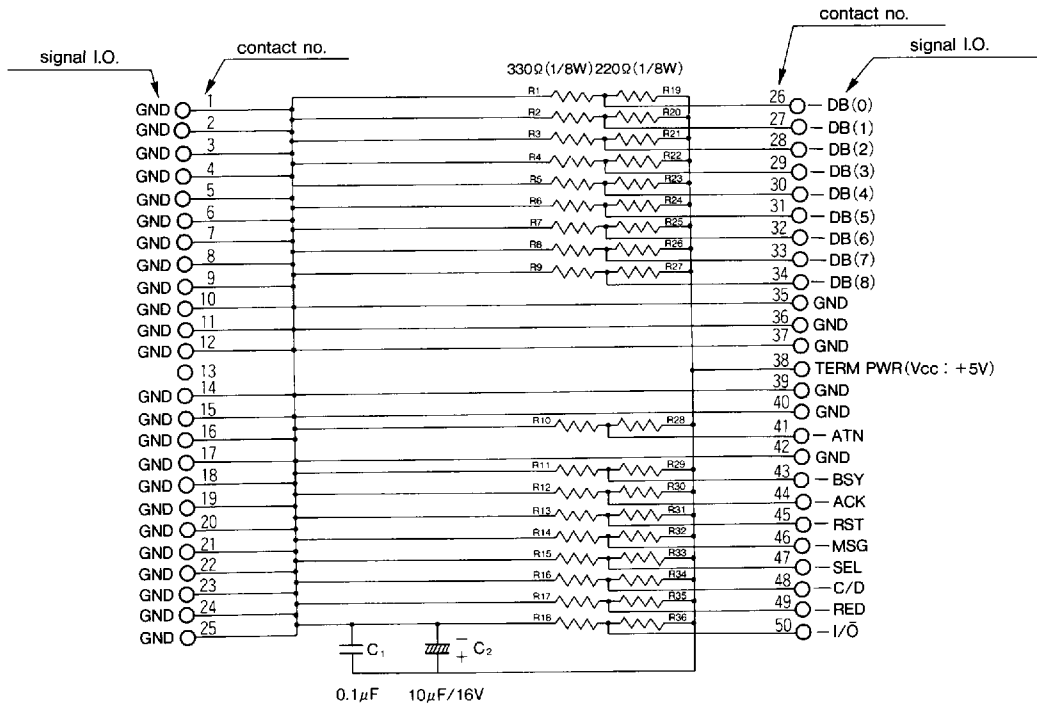 contact no.
signal I.O.
contact no.
signal I.O.
330Ω(1/8W) 220Ω(1/8W)
GND 1 R1 R19 26 –DB(0)
GND 2 R2 R20 27 –DB(1)
GND 3 R3 R21 28 –DB(2)
GND 4 R4 R22 29 –DB(3)
GND 5 R5 R23 30 –DB(4)
GND 6 R6 R24 31 –DB(5)
GND 7 R7 R25 32 –DB(6)
GND 8 R8 R26 33 –DB(7)
GND 9 R9 R27 34 –DB(8)
GND 10 35 GND
GND 11 36 GND
GND 12 37 GND
13 38 TERM PWR(Vcc : +5V)
GND 14 39 GND
GND 15 40 GND
GND 16 R10 R28 41 –ATN
GND 17 42 GND
GND 18 R11 R29 43 –BSY
GND 19 R12 R30 44 –ACK
GND 20 R13 R31 45 –RST
GND 21 R14 R32 46 –MSG
GND 22 R15 R33 47 –SEL
GND 23 R16 R34 48 –C/D
GND 24 R17 R35 49 –RED
GND 25 R18 R36 50 –I/Ō
C₁ – + C₂
0.1μF 10μF/16V